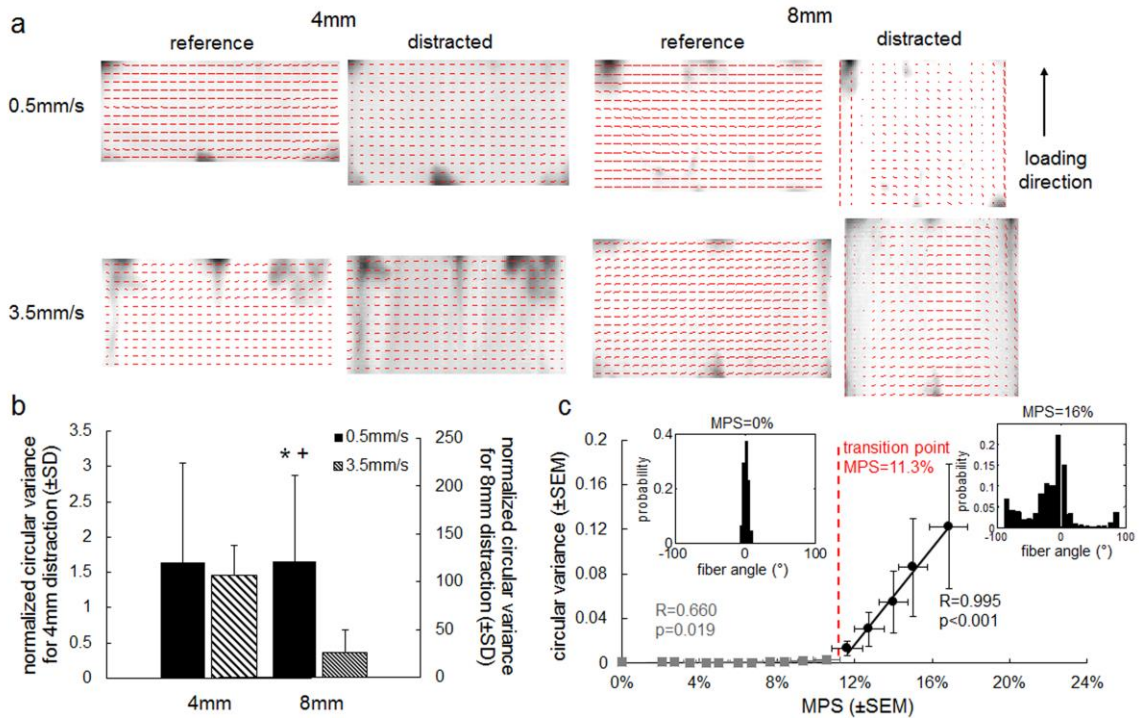 a
4mm
8mm
reference
distracted
reference
distracted
0.5mm/s
loading
direction
3.5mm/s
b
normalized circular variance
for 4mm distraction (±SD)
3.5
3
2.5
2
1.5
1
0.5
0
0.5mm/s
3.5mm/s
* +
4mm
8mm
250
200
150
100
50
0
normalized circular variance
for 8mm distraction (±SD)
c
circular variance (±SEM)
0.2
0.16
0.12
0.08
0.04
0
MPS=0%
probability
0.4
0.2
0
-100
0
100
fiber angle (°)
transition point
MPS=11.3%
MPS=16%
probability
0.25
0.2
0.15
0.1
0.05
0
-100
0
100
fiber angle (°)
R=0.660
p=0.019
R=0.995
p<0.001
0%
4%
8%
12%
16%
20%
24%
MPS (±SEM)